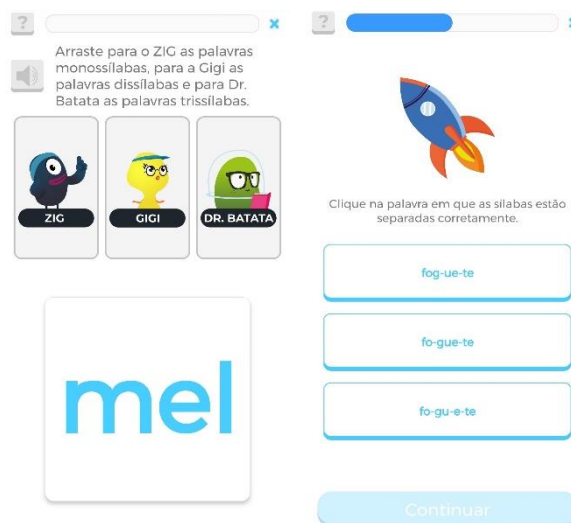 ?
×
Arraste para o ZIG as palavras
monossílabas, para a Gigi as
palavras dissílabas e para Dr.
Batata as palavras trissílabas.
ZIG
GIGI
DR. BATATA
mel
?
×
Clique na palavra em que as sílabas estão
separadas corretamente.
fog-ue-te
fo-gue-te
fo-gu-e-te
Continuar